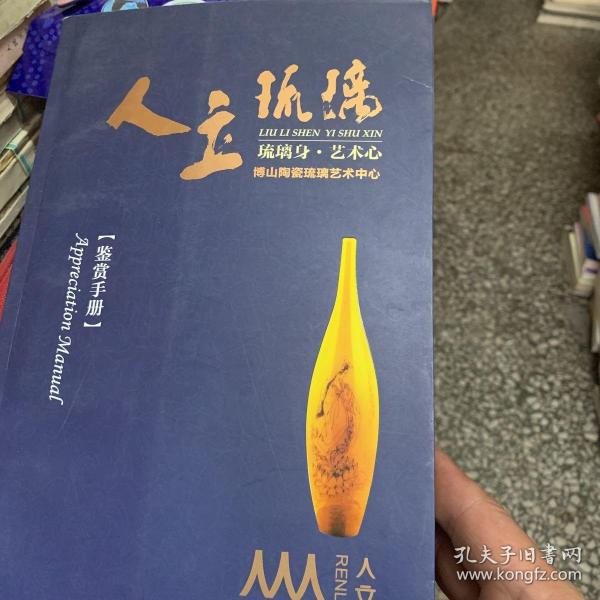 人立琉璃
LIU LI SHEN YI SHU XIN
琉璃身·艺术心
博山陶瓷琉璃艺术中心
【鉴赏手册】
Appreciation Manual
人立
RENL
孔夫子旧书网
www.kongfz.com